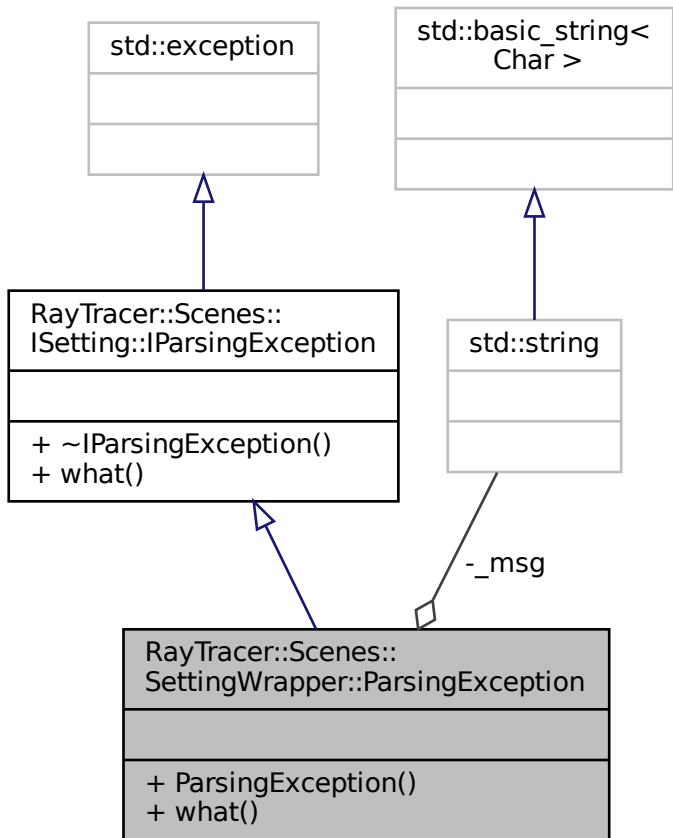 std::exception
std::basic_string<
Char >
RayTracer::Scenes::
ISetting::IParsingException
+ ~IParsingException()
+ what()
std::string
-_msg
RayTracer::Scenes::
SettingWrapper::ParsingException
+ ParsingException()
+ what()